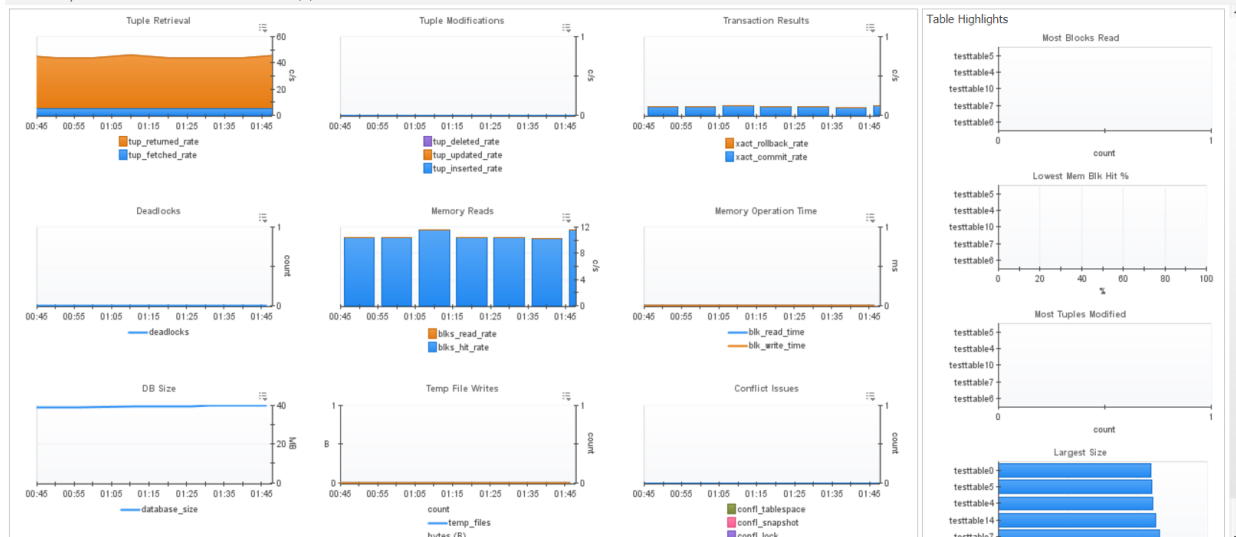 Tuple Retrieval
60
40
20
0
c/s
00:45 00:55 01:05 01:15 01:25 01:35 01:45
tup_returned_rate
tup_fetched_rate
Tuple Modifications
1
0
c/s
00:45 00:55 01:05 01:15 01:25 01:35 01:45
tup_deleted_rate
tup_updated_rate
tup_inserted_rate
Transaction Results
1
0
c/s
00:45 00:55 01:05 01:15 01:25 01:35 01:45
xact_rollback_rate
xact_commit_rate
Deadlocks
1
0
count
00:45 00:55 01:05 01:15 01:25 01:35 01:45
deadlocks
Memory Reads
12
8
4
0
c/s
00:45 00:55 01:05 01:15 01:25 01:35 01:45
blks_read_rate
blks_hit_rate
Memory Operation Time
1
0
ms
00:45 00:55 01:05 01:15 01:25 01:35 01:45
blk_read_time
blk_write_time
DB Size
40
20
0
MB
00:45 00:55 01:05 01:15 01:25 01:35 01:45
database_size
Temp File Writes
1
B
0
1
0
count
00:45 00:55 01:05 01:15 01:25 01:35 01:45
count
temp_files
bytes (B)
Conflict Issues
1
0
count
00:45 00:55 01:05 01:15 01:25 01:35 01:45
confl_tablespace
confl_snapshot
confl_lock
Table Highlights
Most Blocks Read
testtable5
testtable4
testtable10
testtable7
testtable6
0 1
count
Lowest Mem Blk Hit %
testtable5
testtable4
testtable10
testtable7
testtable6
0 20 40 60 80 100
%
Most Tuples Modified
testtable5
testtable4
testtable10
testtable7
testtable6
0 1
count
Largest Size
testtable0
testtable5
testtable4
testtable14
testtable7